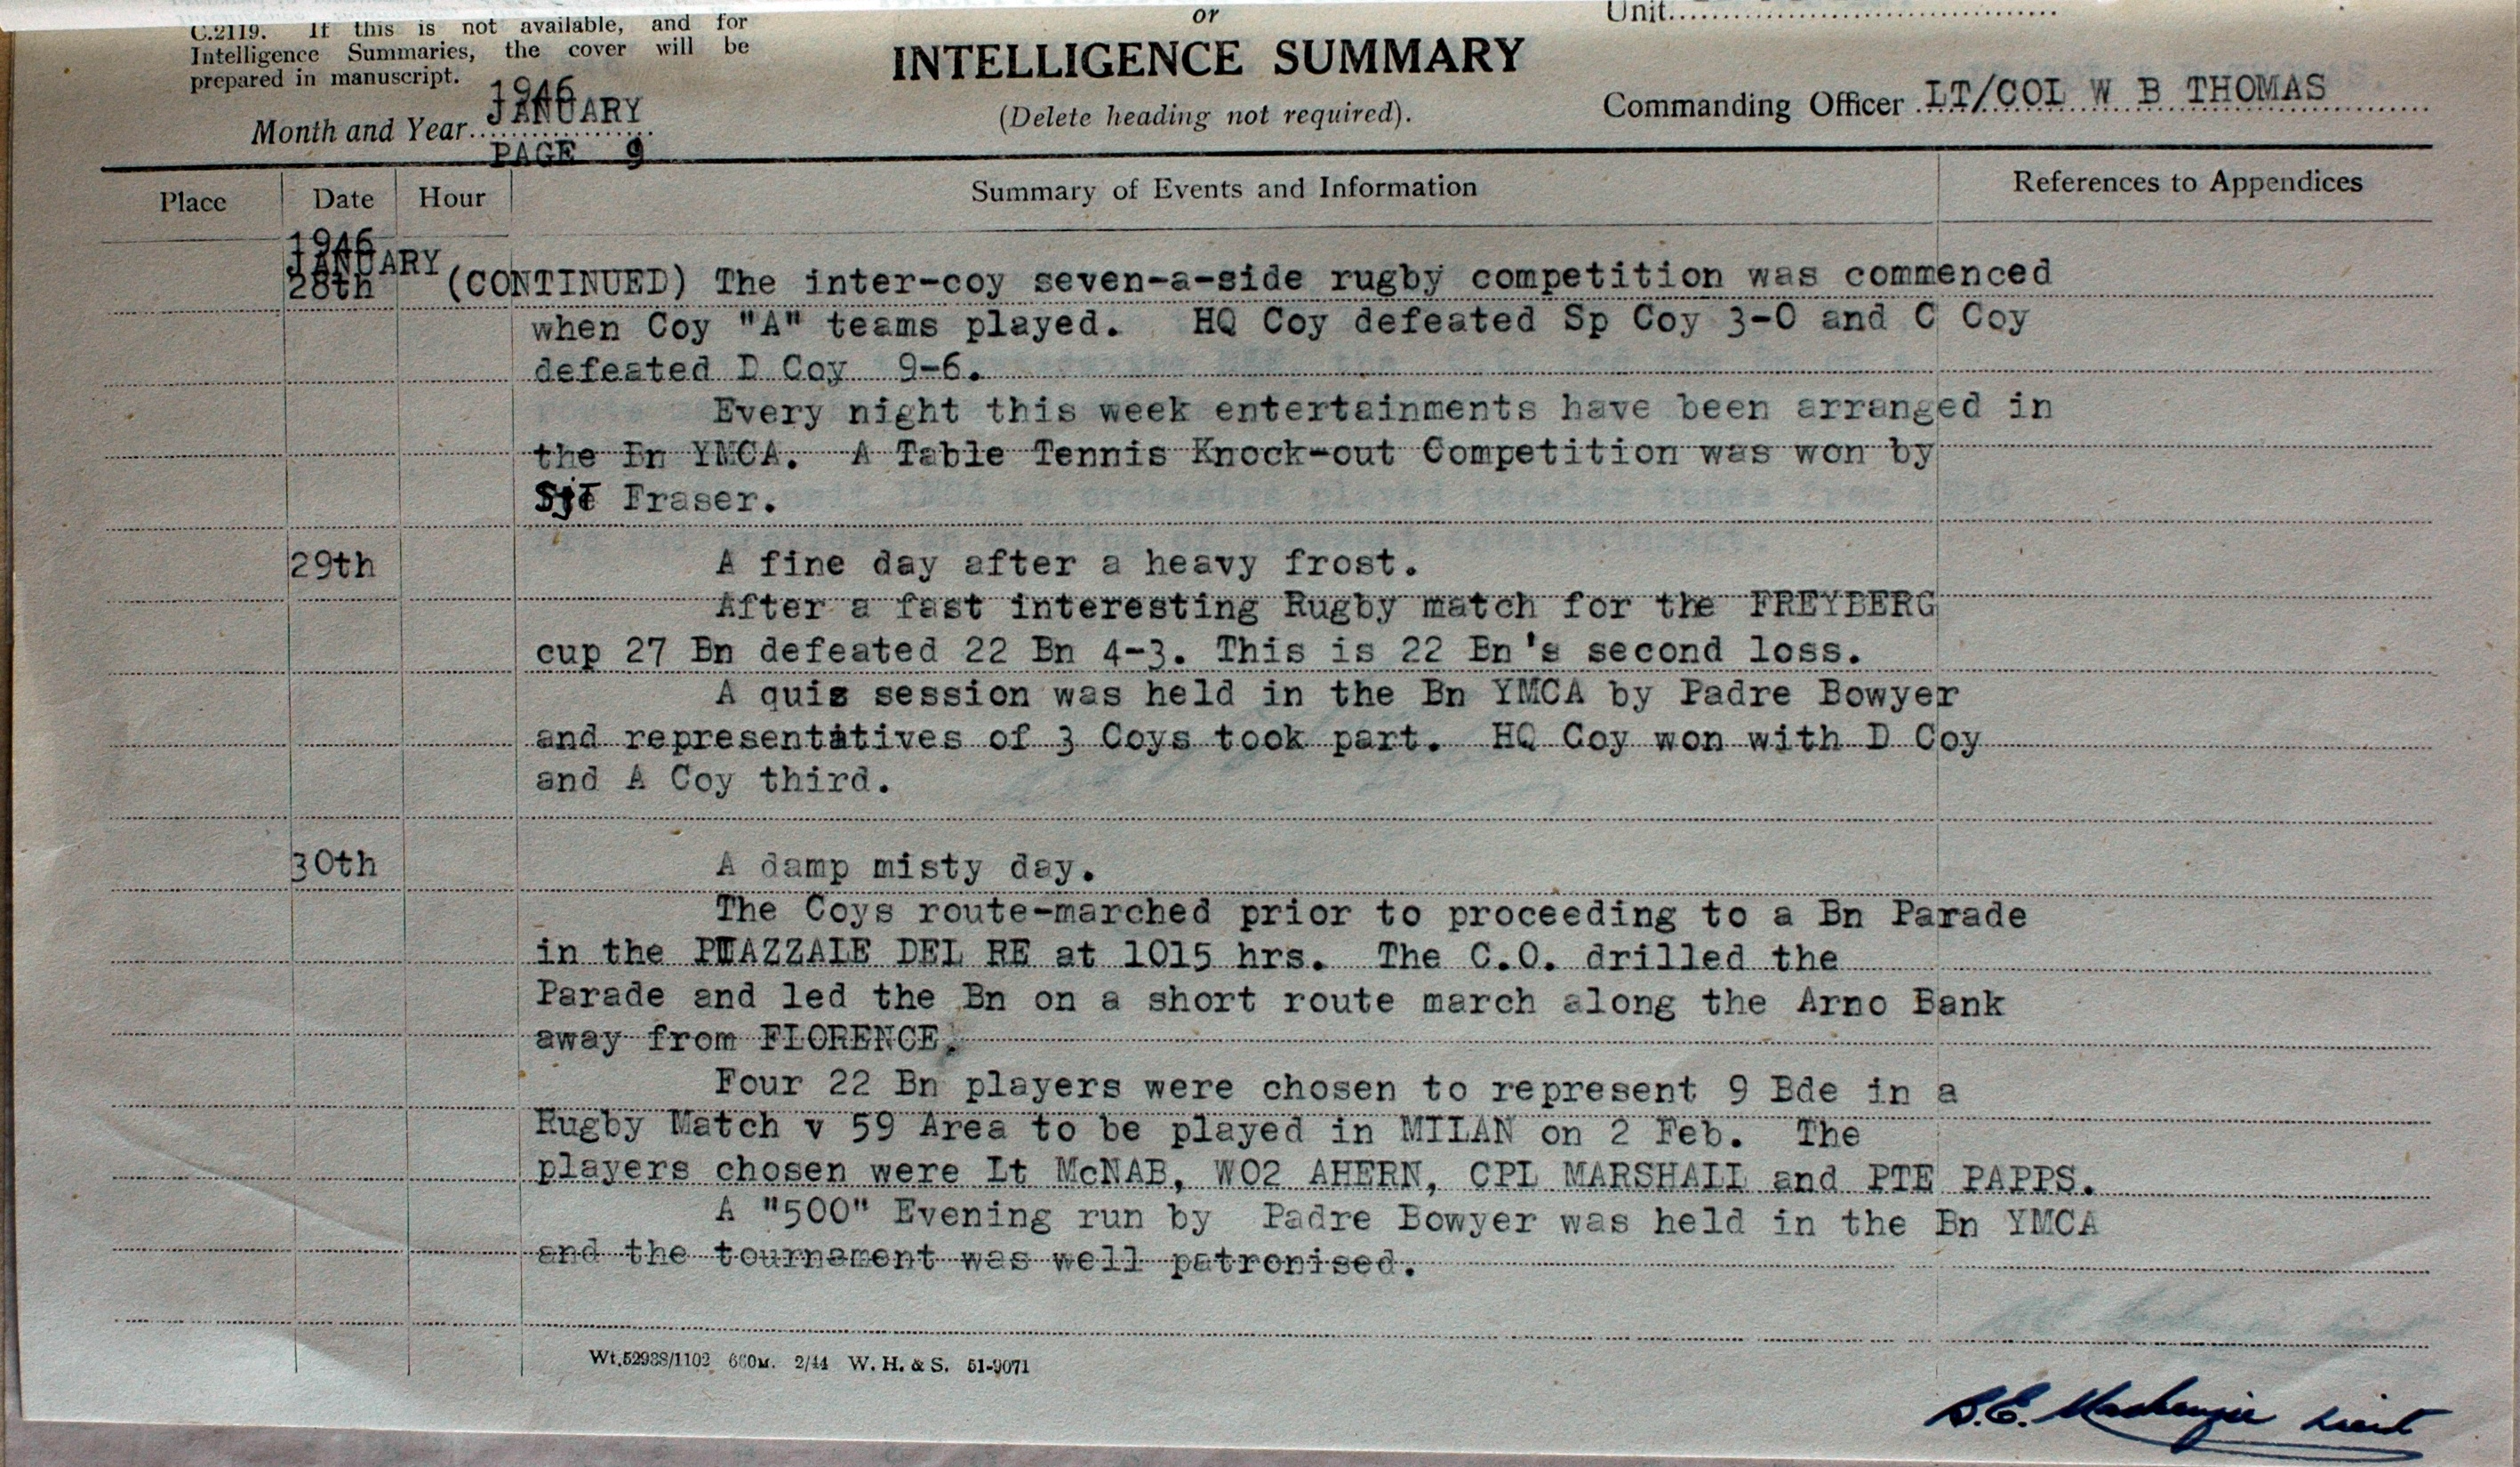 or
Unit
C.2119. If this is not available, and for
Intelligence Summaries, the cover will be
prepared in manuscript.
INTELLIGENCE SUMMARY
(Delete heading not required).
Commanding Officer LT/COL W B THOMAS
1946
Month and Year JANUARY
PAGE 9
Place Date Hour Summary of Events and Information References to Appendices
1946
JANUARY
28th (CONTINUED) The inter-coy seven-a-side rugby competition was commenced
when Coy "A" teams played. HQ Coy defeated Sp Coy 3-0 and C Coy
defeated D Coy 9-6.
Every night this week entertainments have been arranged in
the Bn YMCA. A Table Tennis Knock-out Competition was won by
Sjt Fraser.
29th A fine day after a heavy frost.
After a fast interesting Rugby match for the FREYBERG
cup 27 Bn defeated 22 Bn 4-3. This is 22 Bn's second loss.
A quiz session was held in the Bn YMCA by Padre Bowyer
and representatives of 3 Coys took part. HQ Coy won with D Coy
and A Coy third.
30th A damp misty day.
The Coys route-marched prior to proceeding to a Bn Parade
in the PIAZZALE DEL RE at 1015 hrs. The C.O. drilled the
Parade and led the Bn on a short route march along the Arno Bank
away from FLORENCE.
Four 22 Bn players were chosen to represent 9 Bde in a
Rugby Match v 59 Area to be played in MILAN on 2 Feb. The
players chosen were Lt McNAB, WO2 AHERN, CPL MARSHALL and PTE PAPPS.
A "500" Evening run by Padre Bowyer was held in the Bn YMCA
and the tournament was well patronised.
Wt.52938/1102 660M. 2/44 W. H. & S. 51-9071
S.E. Mackenzie Lieut